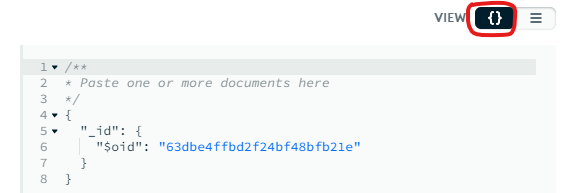 VIEW {}
1 /**
2 * Paste one or more documents here
3 */
4 {
5 "_id": {
6 "$oid": "63dbe4ffbd2f24bf48bfb21e"
7 }
8 }